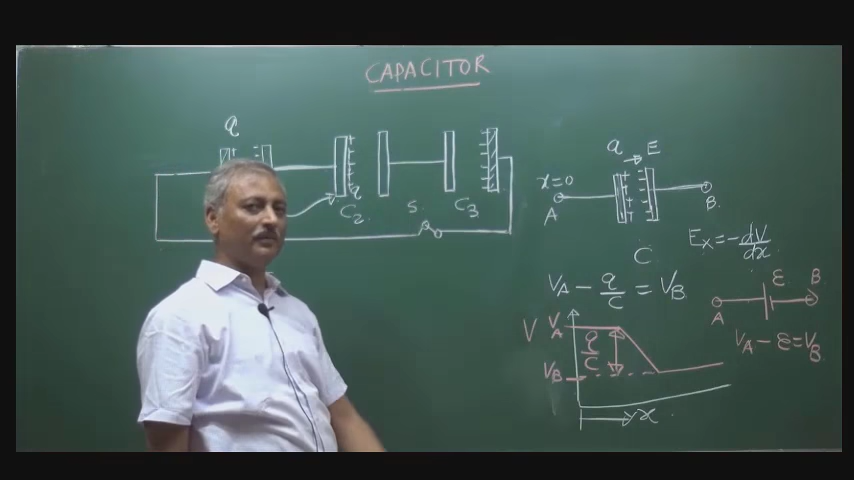 CAPACITOR
q
q
C2
S
C3
q E
x=0
A
B
C
Ex = -dV/dx
VA - q/C = VB
ε B
A
VA - ε = VB
V VA
q/C
VB
x